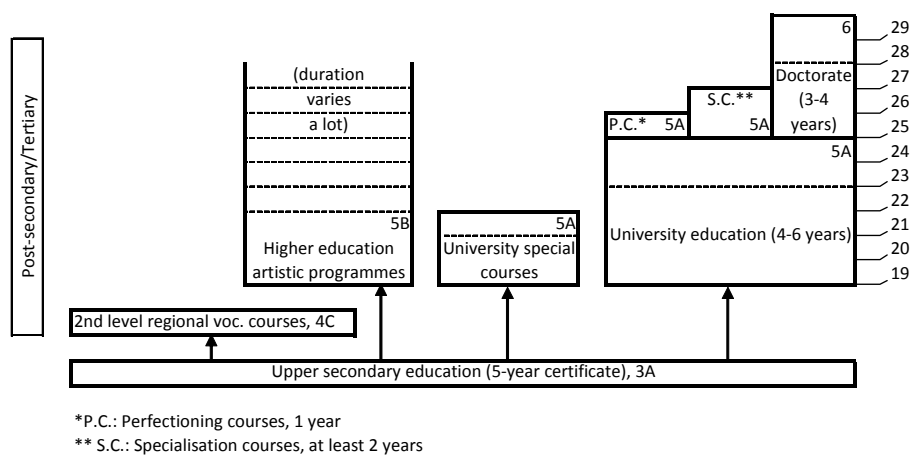 Post-secondary/Tertiary
(duration
varies
a lot)
5B
Higher education
artistic programmes
5A
University special
courses
P.C.* 5A
S.C.**
5A
6
Doctorate
(3-4
years)
5A
University education (4-6 years)
29
28
27
26
25
24
23
22
21
20
19
2nd level regional voc. courses, 4C
Upper secondary education (5-year certificate), 3A
*P.C.: Perfectioning courses, 1 year
** S.C.: Specialisation courses, at least 2 years